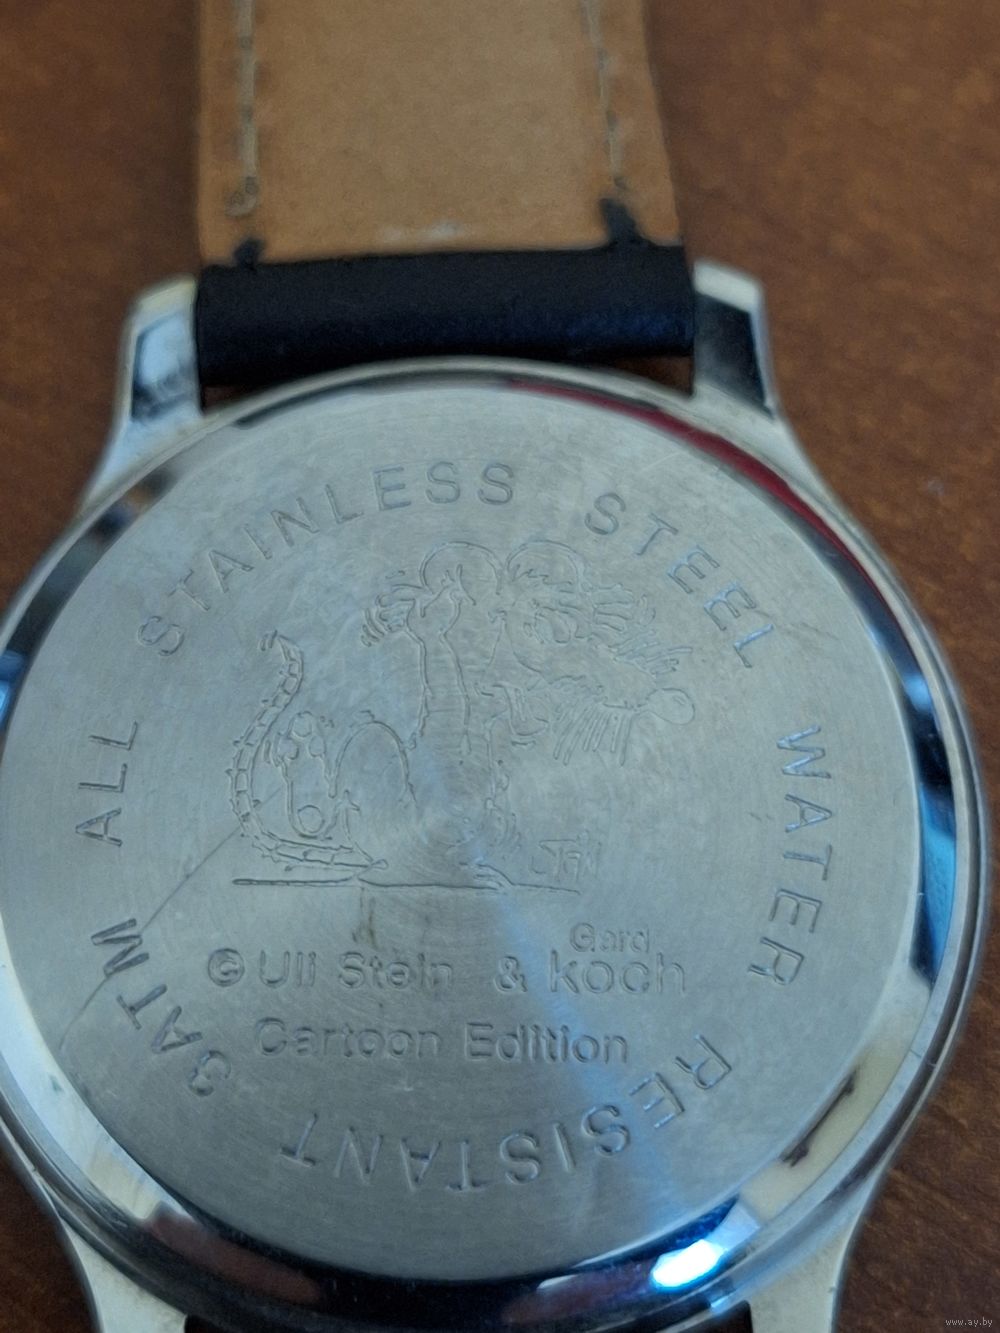 ALL STAINLESS STEEL WATER RESISTANT 3ATM
© Uli Stein & Gard koch
Cartoon Edition
www.ay.by